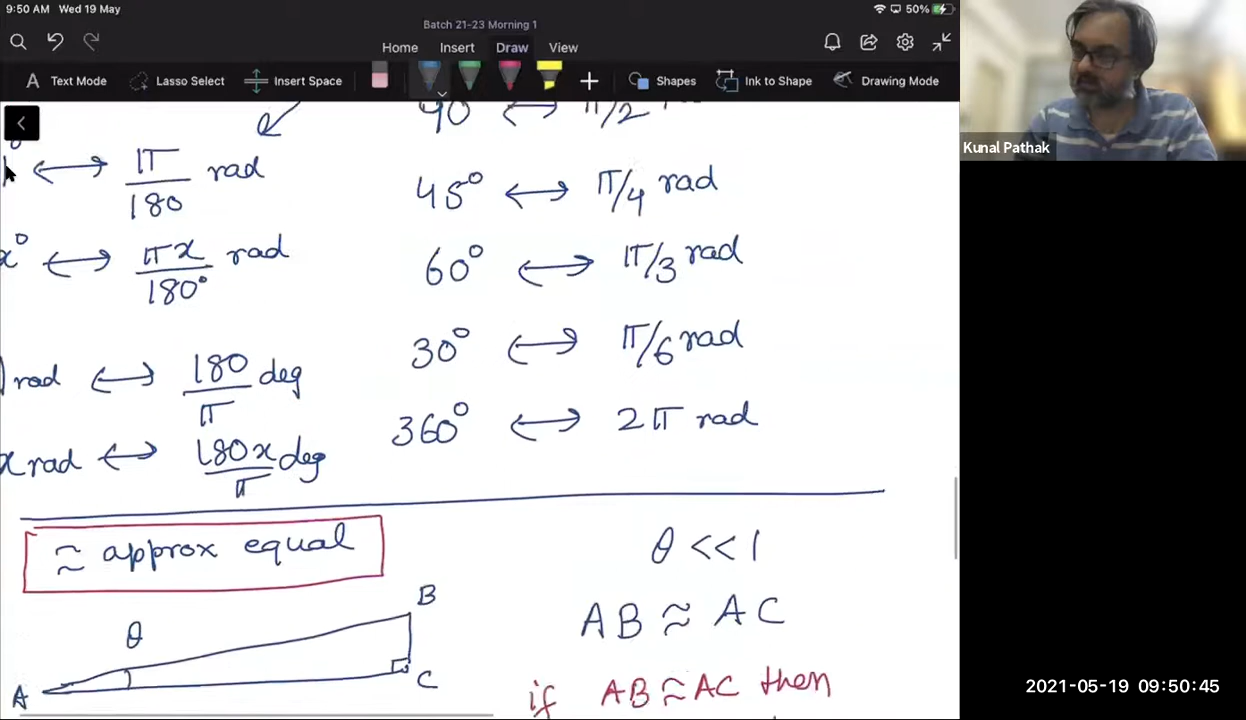 9:50 AM Wed 19 May
50%
Batch 21-23 Morning 1
Home Insert Draw View
Text Mode Lasso Select Insert Space Shapes Ink to Shape Drawing Mode
Kunal Pathak
90 ↔ π/2
↔ π/180 rad
45° ↔ π/4 rad
x° ↔ πx/180° rad
60° ↔ π/3 rad
30° ↔ π/6 rad
rad ↔ 180/π deg
360° ↔ 2π rad
x rad ↔ 180x/π deg
≈ approx equal
θ << 1
B
AB ≈ AC
θ
C
A
if AB ≈ AC then
2021-05-19 09:50:45